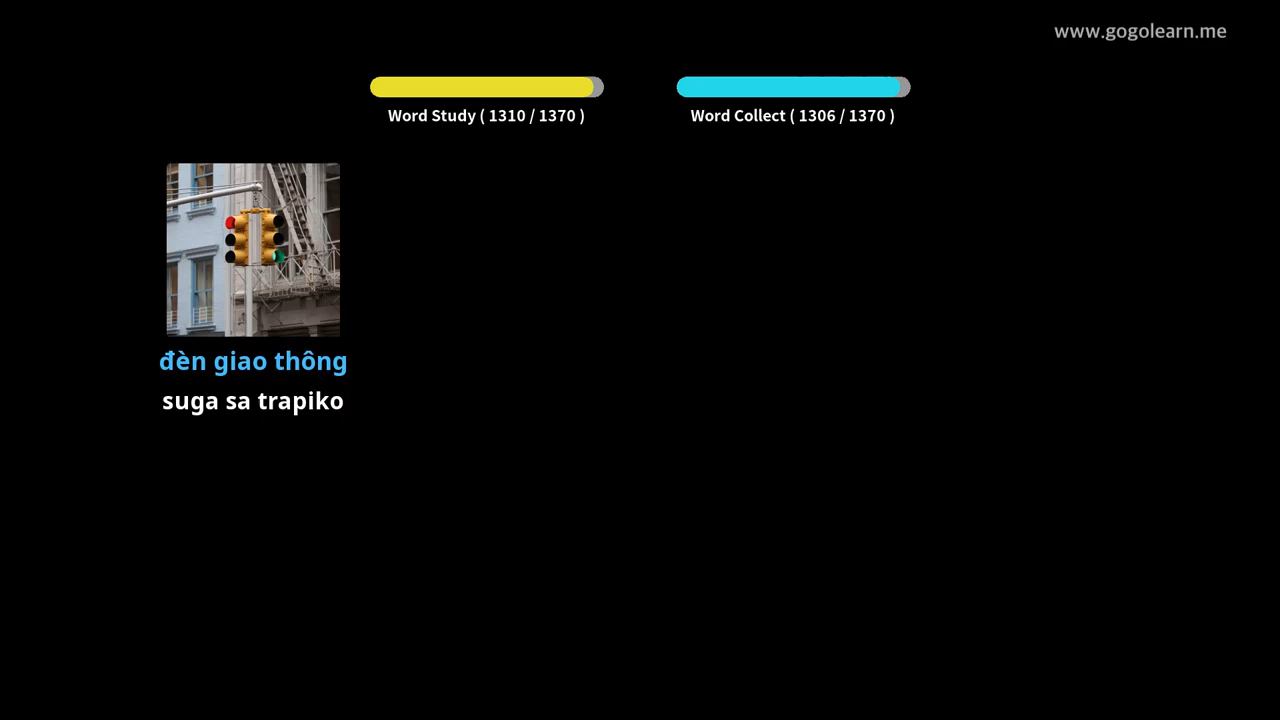 www.gogolearn.me
Word Study ( 1310 / 1370 )
Word Collect ( 1306 / 1370 )
đèn giao thông
suga sa trapiko